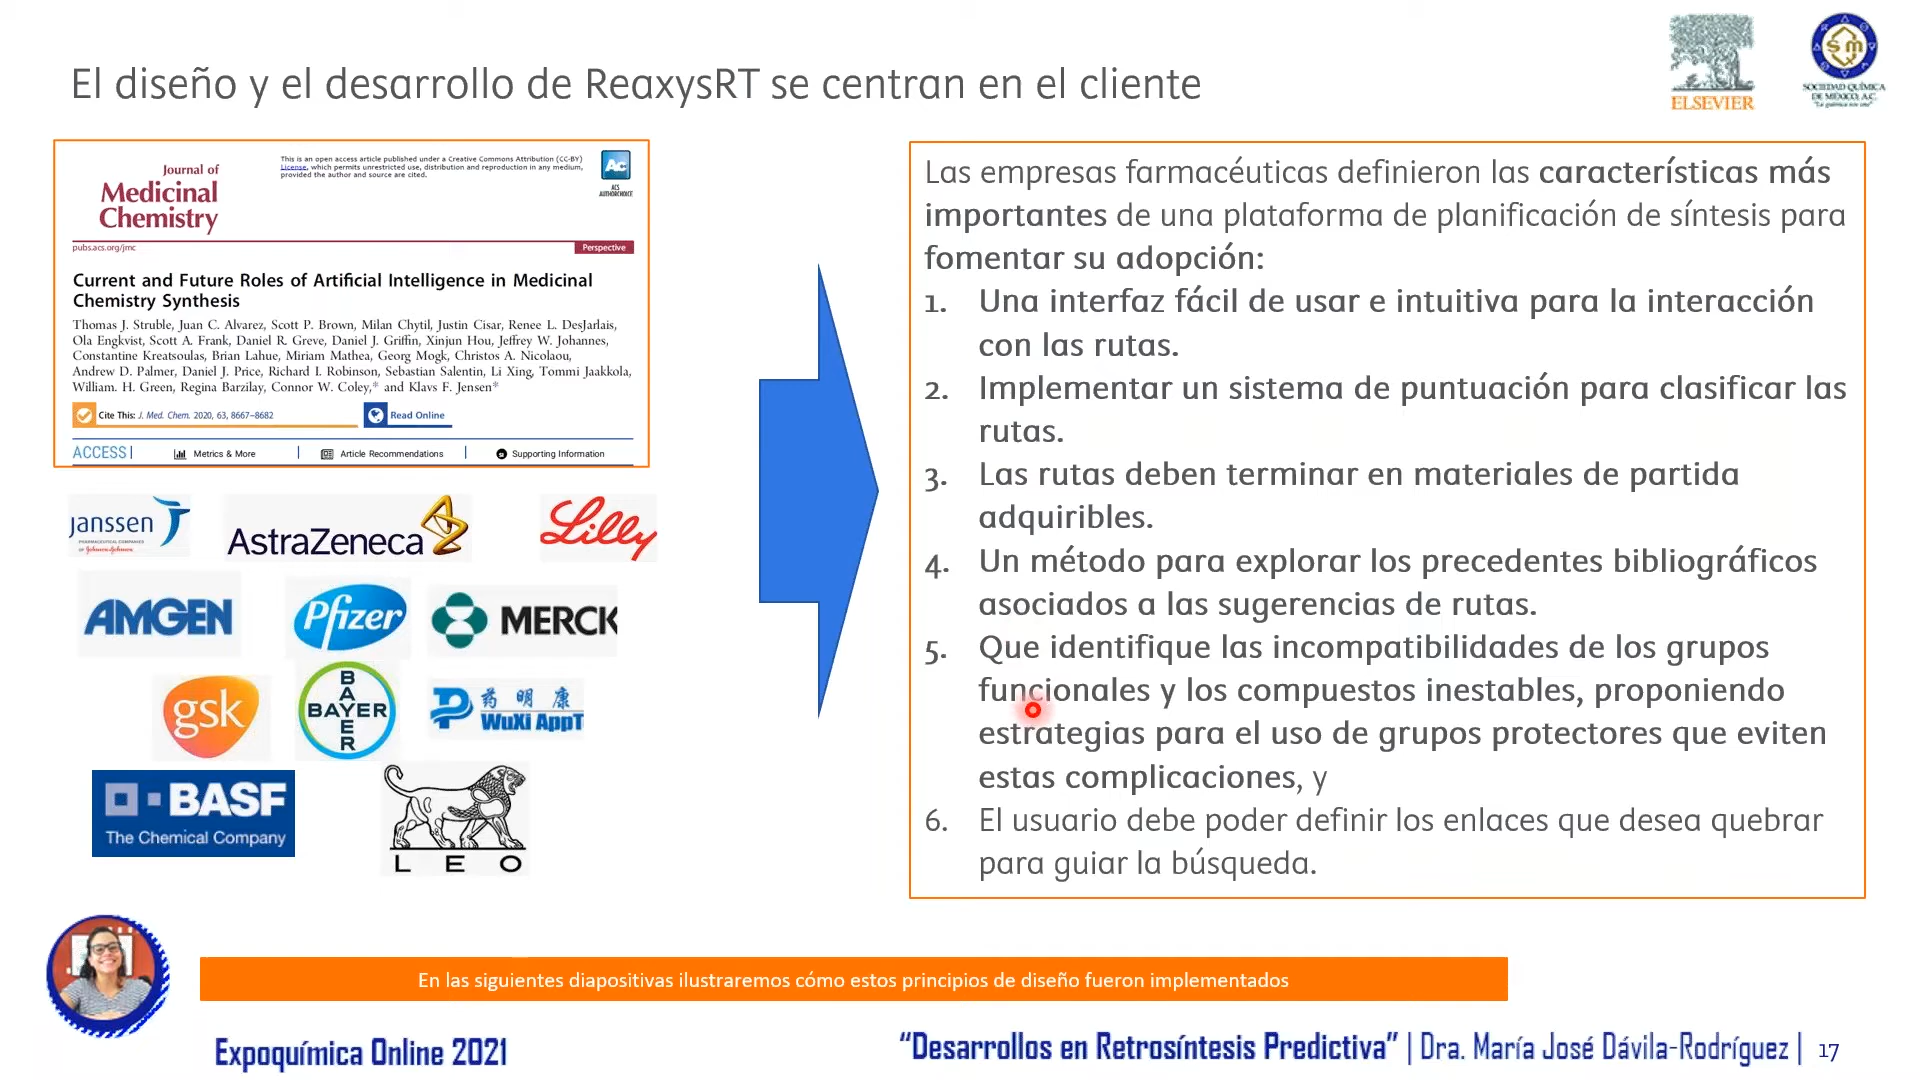 El diseño y el desarrollo de ReaxysRT se centran en el cliente
ELSEVIER
SOCIEDAD QUÍMICA
DE MÉXICO, A.C.
"La química nos une"
Journal of
Medicinal
Chemistry
This is an open access article published under a Creative Commons Attribution (CC-BY)
License, which permits unrestricted use, distribution and reproduction in any medium,
provided the author and source are cited.
ACS
AUTHORCHOICE
pubs.acs.org/jmc
Perspective
Current and Future Roles of Artificial Intelligence in Medicinal
Chemistry Synthesis
Thomas J. Struble, Juan C. Alvarez, Scott P. Brown, Milan Chytil, Justin Cisar, Renee L. DesJarlais,
Ola Engkvist, Scott A. Frank, Daniel R. Greve, Daniel J. Griffin, Xinjun Hou, Jeffrey W. Johannes,
Constantine Kreatsoulas, Brian Lahue, Miriam Mathea, Georg Mogk, Christos A. Nicolaou,
Andrew D. Palmer, Daniel J. Price, Richard I. Robinson, Sebastian Salentin, Li Xing, Tommi Jaakkola,
William. H. Green, Regina Barzilay, Connor W. Coley,* and Klavs F. Jensen*
Cite This: J. Med. Chem. 2020, 63, 8667–8682
Read Online
ACCESS
Metrics & More
Article Recommendations
Supporting Information
janssen
PHARMACEUTICAL COMPANIES
OF Johnson & Johnson
AstraZeneca
Lilly
AMGEN
Pfizer
MERCK
gsk
BAYER
BAYER
药明康
WuXi AppT
BASF
The Chemical Company
LEO
Las empresas farmacéuticas definieron las características más
importantes de una plataforma de planificación de síntesis para
fomentar su adopción:
1. Una interfaz fácil de usar e intuitiva para la interacción
con las rutas.
2. Implementar un sistema de puntuación para clasificar las
rutas.
3. Las rutas deben terminar en materiales de partida
adquiribles.
4. Un método para explorar los precedentes bibliográficos
asociados a las sugerencias de rutas.
5. Que identifique las incompatibilidades de los grupos
funcionales y los compuestos inestables, proponiendo
estrategias para el uso de grupos protectores que eviten
estas complicaciones, y
6. El usuario debe poder definir los enlaces que desea quebrar
para guiar la búsqueda.
En las siguientes diapositivas ilustraremos cómo estos principios de diseño fueron implementados
Expoquímica Online 2021
“Desarrollos en Retrosíntesis Predictiva” | Dra. María José Dávila-Rodríguez | 17